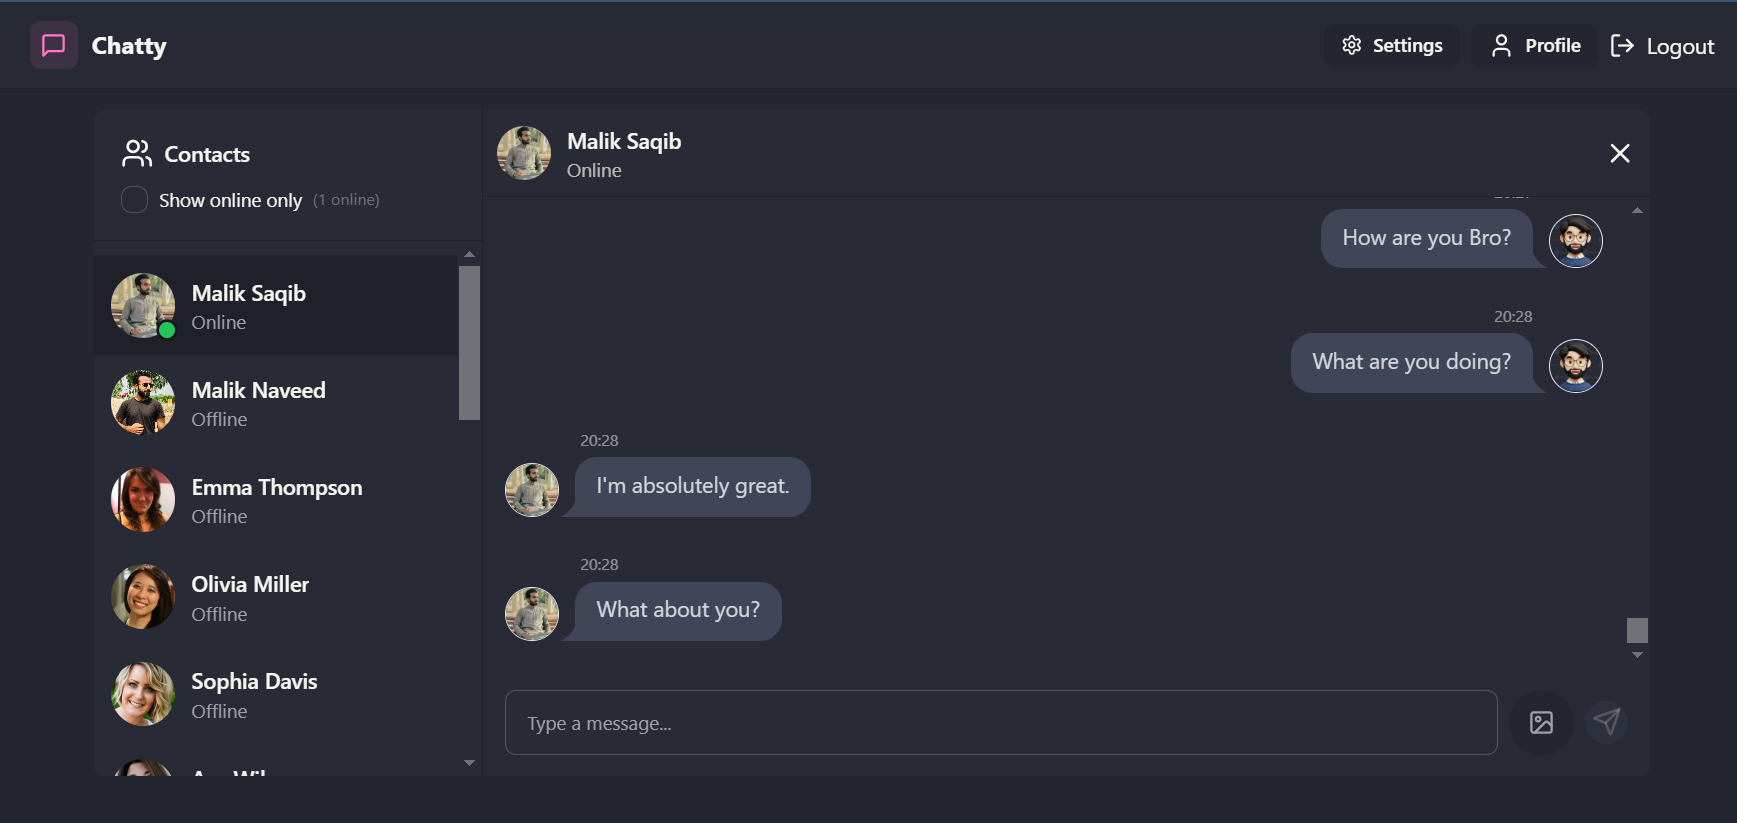 Chatty
Settings
Profile
Logout
Contacts
Show online only (1 online)
Malik Saqib
Online
Malik Naveed
Offline
Emma Thompson
Offline
Olivia Miller
Offline
Sophia Davis
Offline
Malik Saqib
Online
How are you Bro?
20:28
What are you doing?
20:28
I'm absolutely great.
20:28
What about you?
Type a message...